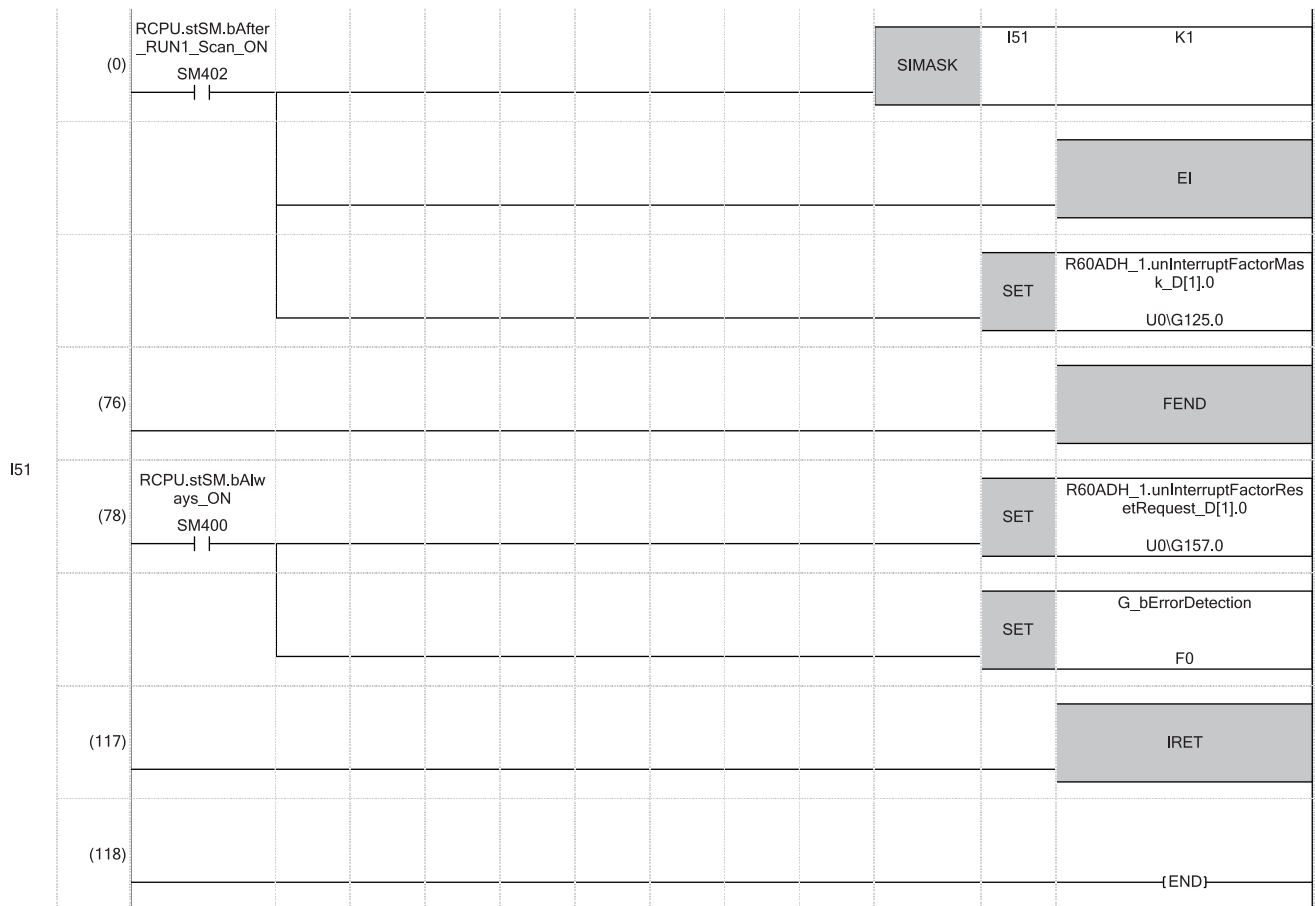 RCPU.stSM.bAfter
_RUN1_Scan_ON
(0)
SM402
SIMASK
I51
K1
EI
SET
R60ADH_1.unInterruptFactorMas
k_D[1].0
U0\G125.0
(76)
FEND
I51
RCPU.stSM.bAlw
ays_ON
(78)
SM400
SET
R60ADH_1.unInterruptFactorRes
etRequest_D[1].0
U0\G157.0
SET
G_bErrorDetection
F0
(117)
IRET
(118)
[END]